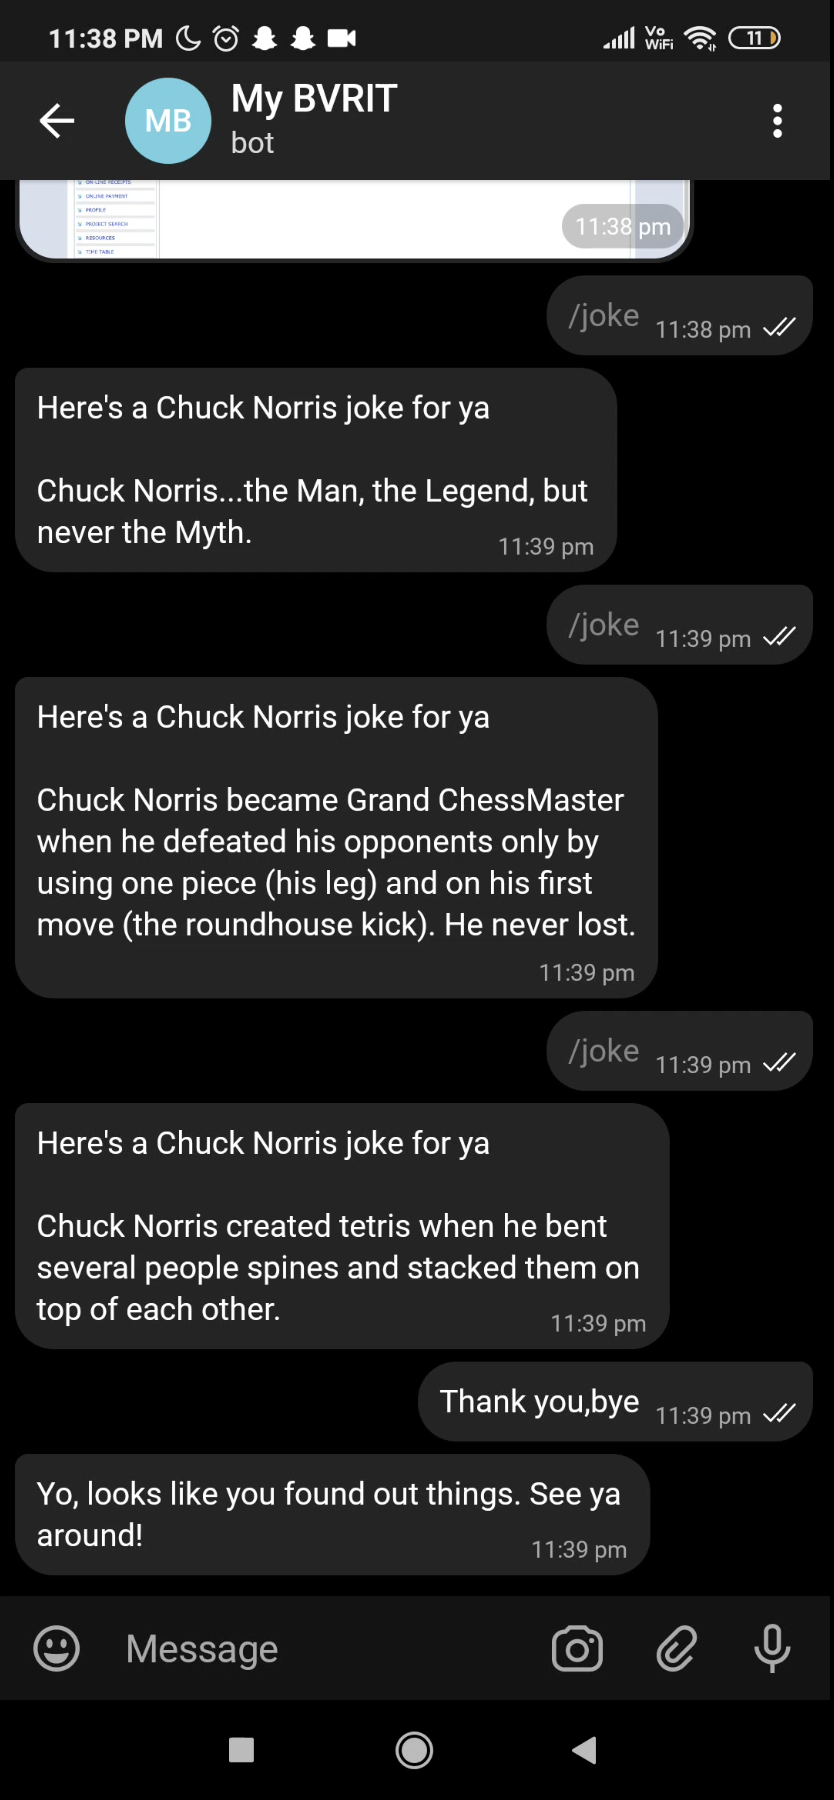 11:38 PM
Vo
WiFi
11
MB
My BVRIT
bot
ON-LINE RECEIPTS
ONLINE PAYMENT
PROFILE
PROJECT SEARCH
RESOURCES
TIME TABLE
11:38 pm
/joke 11:38 pm
Here's a Chuck Norris joke for ya
Chuck Norris...the Man, the Legend, but
never the Myth.
11:39 pm
/joke 11:39 pm
Here's a Chuck Norris joke for ya
Chuck Norris became Grand ChessMaster
when he defeated his opponents only by
using one piece (his leg) and on his first
move (the roundhouse kick). He never lost.
11:39 pm
/joke 11:39 pm
Here's a Chuck Norris joke for ya
Chuck Norris created tetris when he bent
several people spines and stacked them on
top of each other.
11:39 pm
Thank you,bye 11:39 pm
Yo, looks like you found out things. See ya
around!
11:39 pm
Message